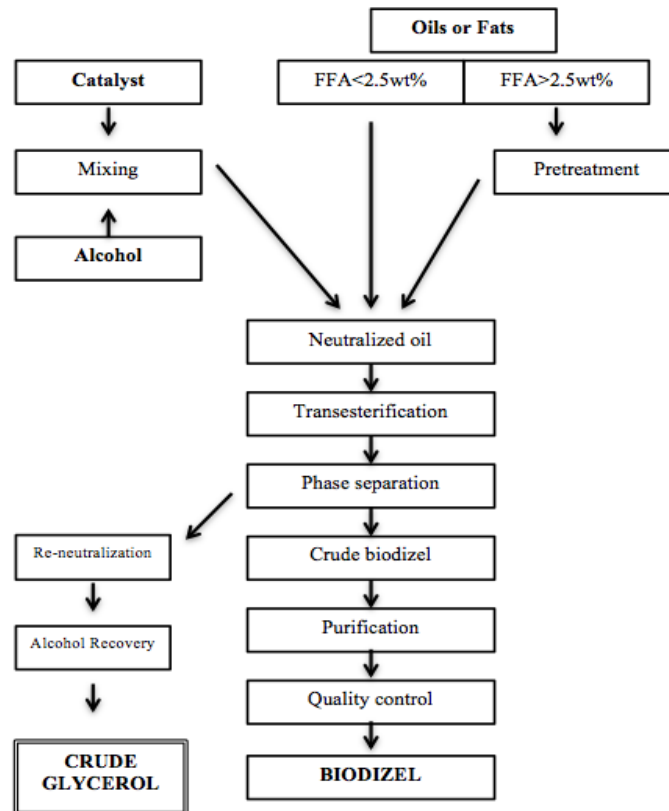 Oils or Fats
Catalyst
FFA<2.5wt%
FFA>2.5wt%
Mixing
Pretreatment
Alcohol
Neutralized oil
Transesterification
Phase separation
Re-neutralization
Crude biodizel
Alcohol Recovery
Purification
Quality control
CRUDE
GLYCEROL
BIODIZEL